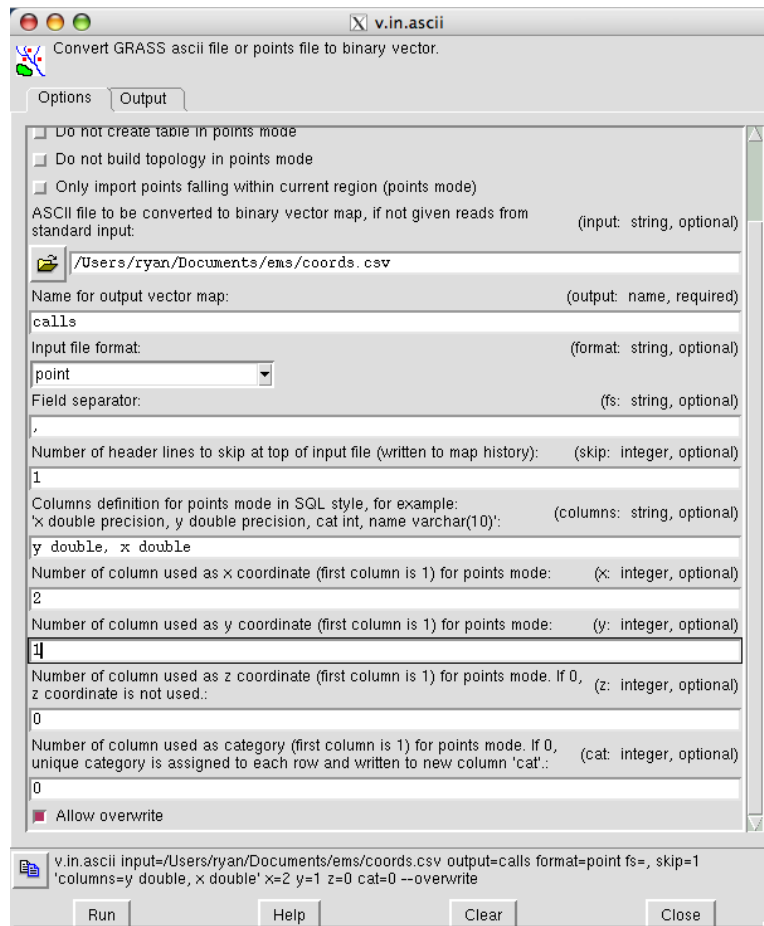 X v.in.ascii
Convert GRASS ascii file or points file to binary vector.
Options Output
Do not create table in points mode
Do not build topology in points mode
Only import points falling within current region (points mode)
ASCII file to be converted to binary vector map, if not given reads from
standard input:
(input: string, optional)
/Users/ryan/Documents/ems/coords.csv
Name for output vector map: (output: name, required)
calls
Input file format: (format: string, optional)
point
Field separator: (fs: string, optional)
,
Number of header lines to skip at top of input file (written to map history): (skip: integer, optional)
1
Columns definition for points mode in SQL style, for example:
'x double precision, y double precision, cat int, name varchar(10)':
(columns: string, optional)
y double, x double
Number of column used as x coordinate (first column is 1) for points mode: (x: integer, optional)
2
Number of column used as y coordinate (first column is 1) for points mode: (y: integer, optional)
1
Number of column used as z coordinate (first column is 1) for points mode. If 0,
z coordinate is not used.:
(z: integer, optional)
0
Number of column used as category (first column is 1) for points mode. If 0,
unique category is assigned to each row and written to new column 'cat'.:
(cat: integer, optional)
0
Allow overwrite
v.in.ascii input=/Users/ryan/Documents/ems/coords.csv output=calls format=point fs=, skip=1
'columns=y double, x double' x=2 y=1 z=0 cat=0 --overwrite
Run Help Clear Close